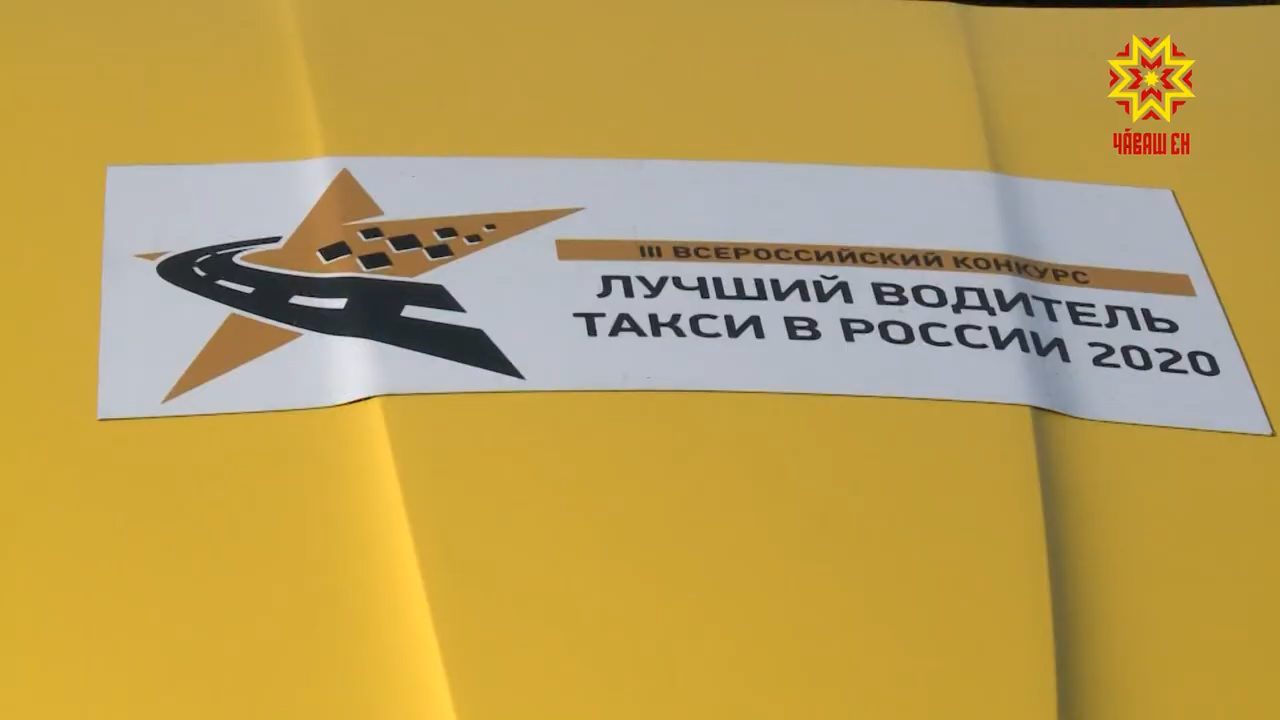 ЧӐВАШ ЕН
III ВСЕРОССИЙСКИЙ КОНКУРС
ЛУЧШИЙ ВОДИТЕЛЬ
ТАКСИ В РОССИИ 2020